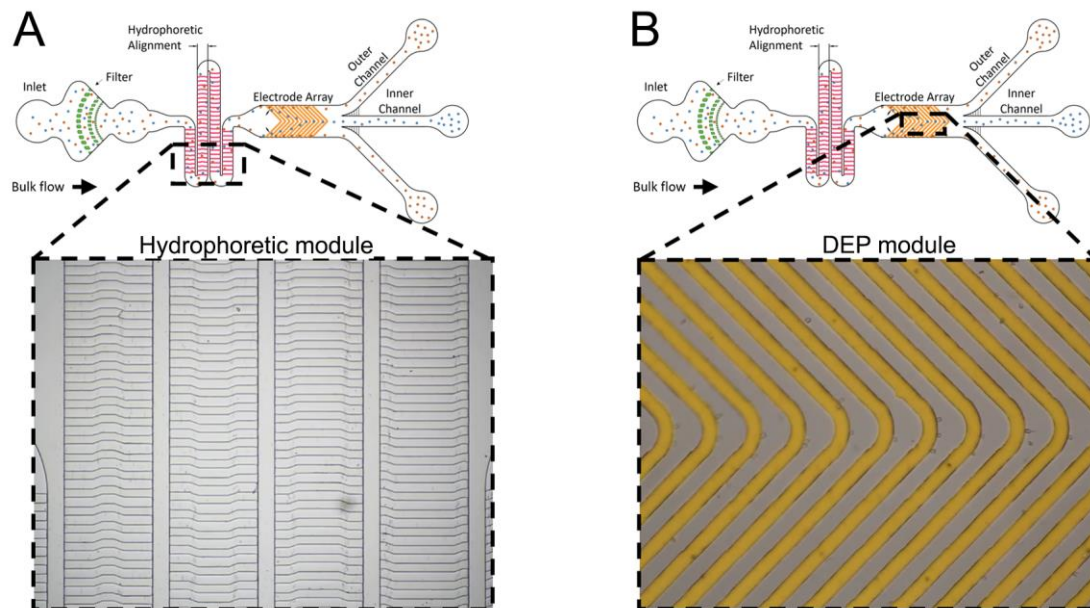 A
Hydrophoretic
Alignment
Inlet
Filter
Electrode Array
Outer
Channel
Inner
Channel
Bulk flow
Hydrophoretic module
B
Hydrophoretic
Alignment
Inlet
Filter
Electrode Array
Outer
Channel
Inner
Channel
Bulk flow
DEP module